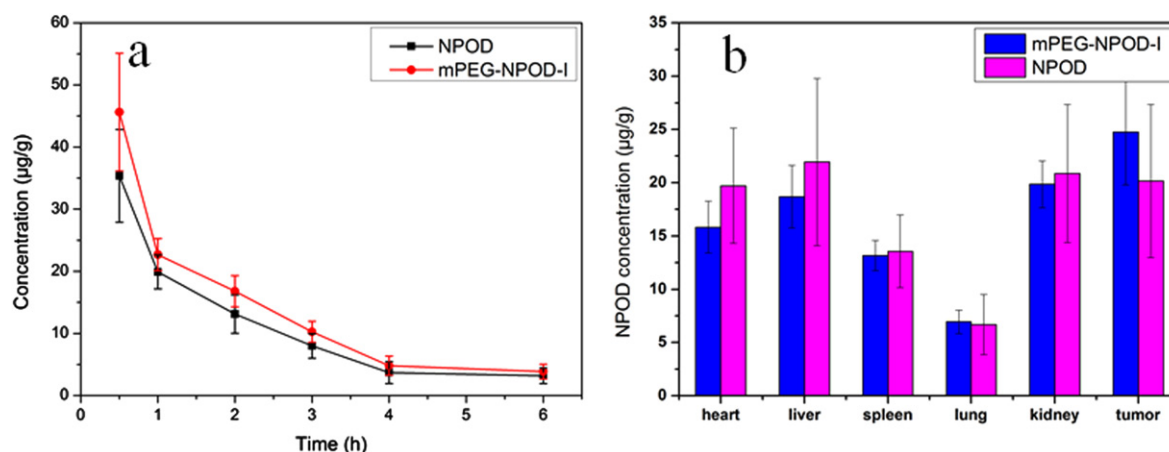 a
NPOD
mPEG-NPOD-I
Concentration (µg/g)
60
50
40
30
20
10
0
0 1 2 3 4 5 6
Time (h)
b
mPEG-NPOD-I
NPOD
NPOD concentration (µg/g)
35
30
25
20
15
10
5
0
heart liver spleen lung kidney tumor